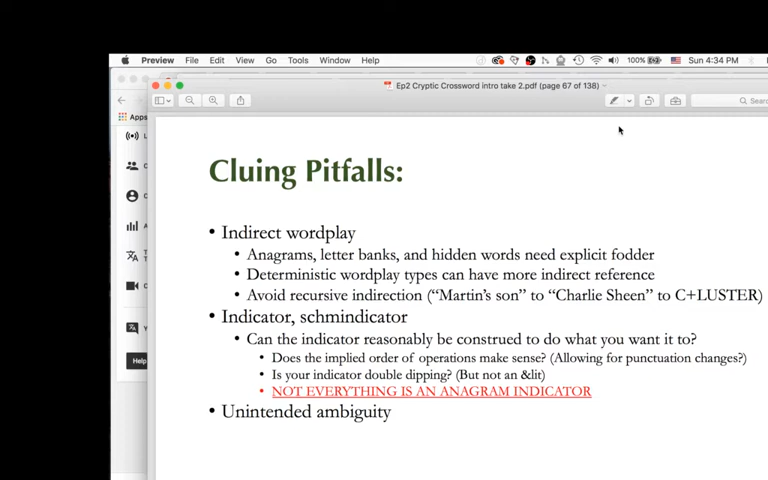 Preview File Edit View Go Tools Window Help 100% Sun 4:34 PM
Ep2 Cryptic Crossword intro take 2.pdf (page 67 of 138)
Apps
Sear
Help
Cluing Pitfalls:
• Indirect wordplay
• Anagrams, letter banks, and hidden words need explicit fodder
• Deterministic wordplay types can have more indirect reference
• Avoid recursive indirection (“Martin’s son” to “Charlie Sheen” to C+LUSTER)
• Indicator, schmindicator
• Can the indicator reasonably be construed to do what you want it to?
• Does the implied order of operations make sense? (Allowing for punctuation changes?)
• Is your indicator double dipping? (But not an &lit)
• NOT EVERYTHING IS AN ANAGRAM INDICATOR
• Unintended ambiguity